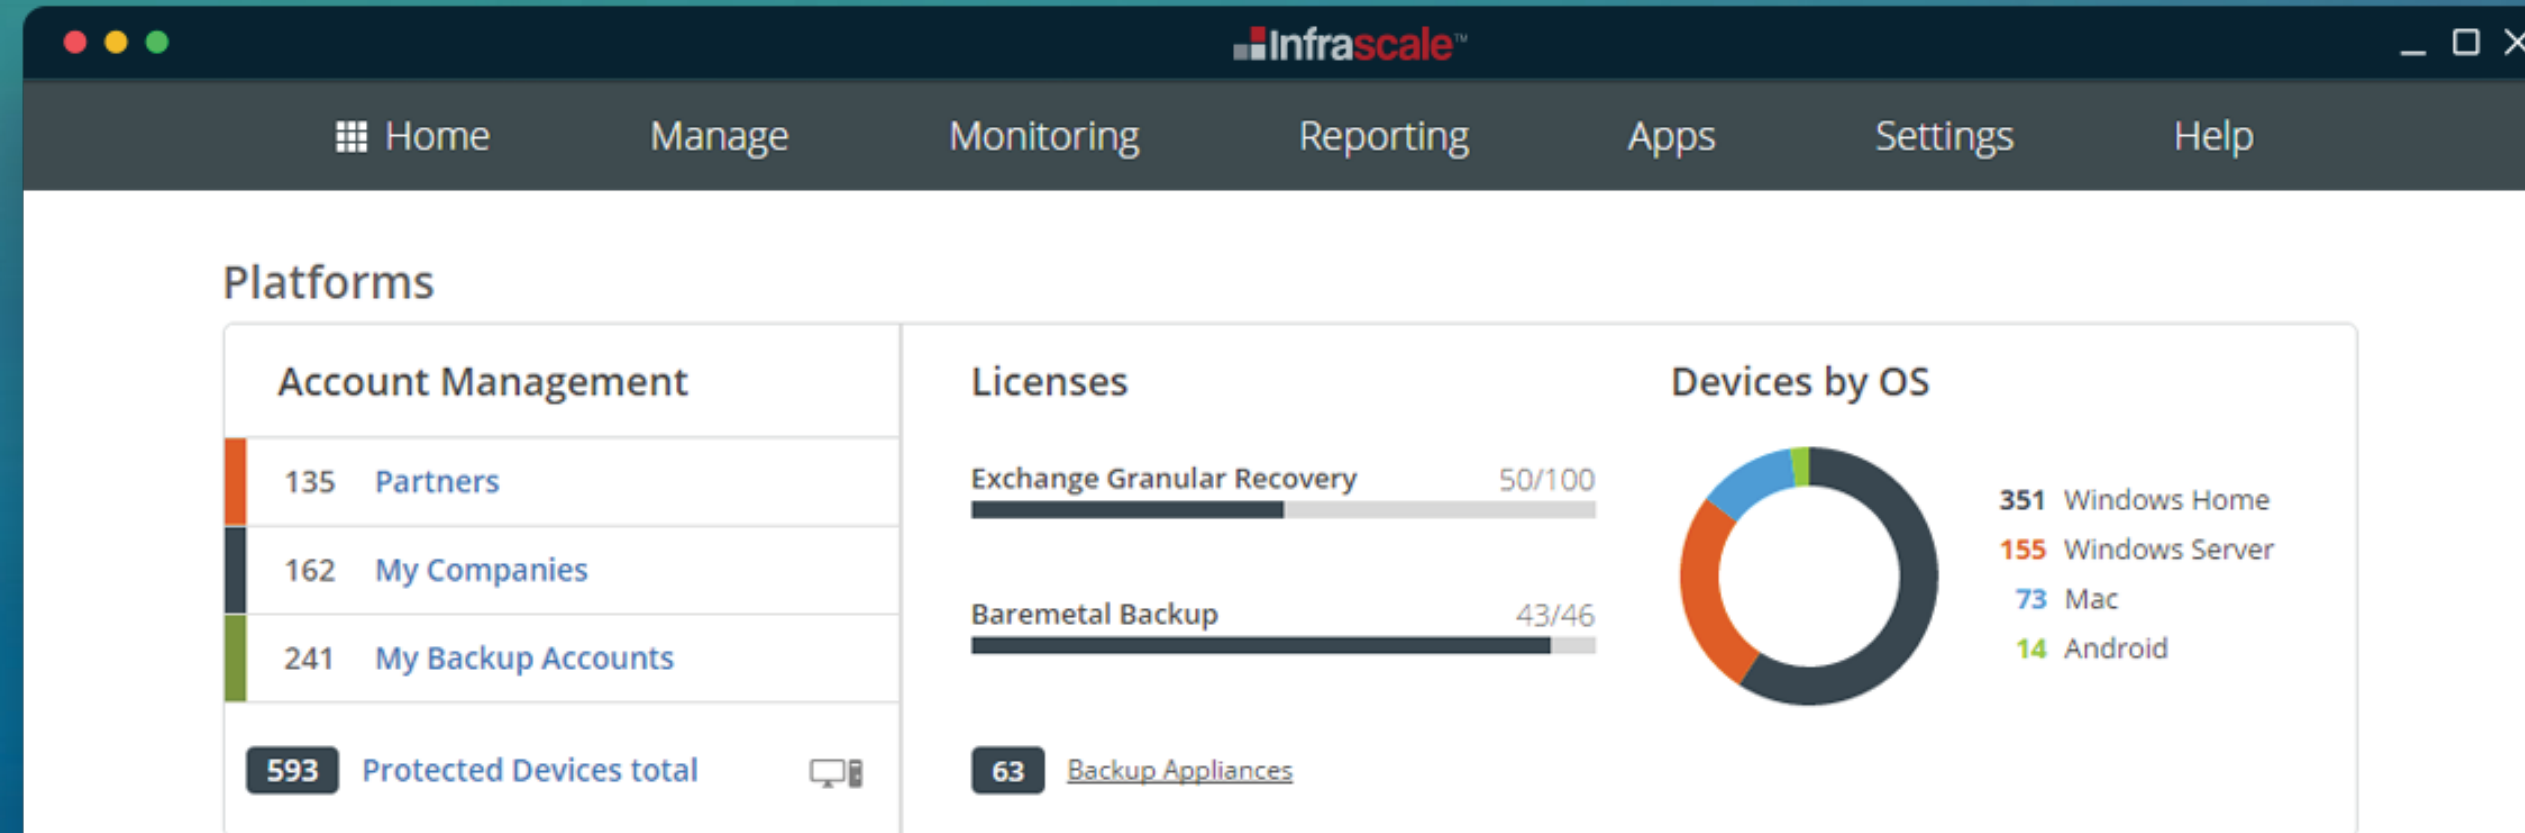 Infrascale™
Home Manage Monitoring Reporting Apps Settings Help
Platforms
Account Management
135 Partners
162 My Companies
241 My Backup Accounts
593 Protected Devices total
Licenses
Exchange Granular Recovery 50/100
Baremetal Backup 43/46
63 Backup Appliances
Devices by OS
351 Windows Home
155 Windows Server
73 Mac
14 Android